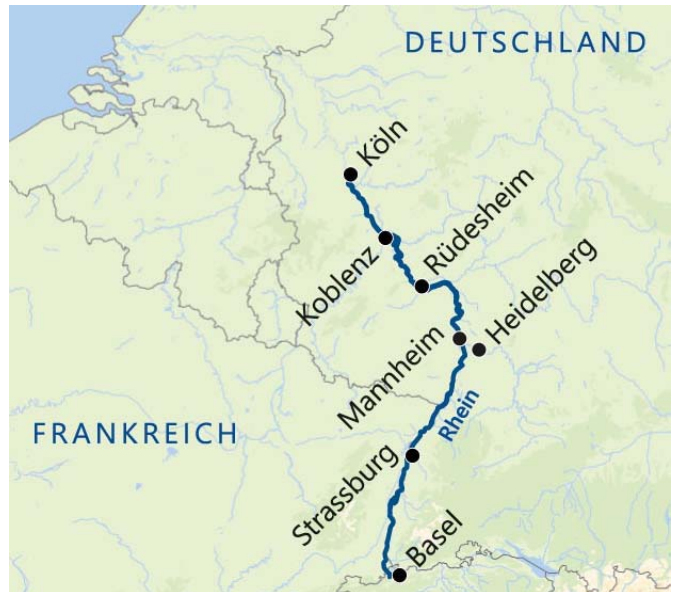 DEUTSCHLAND
Köln
Rüdesheim
Koblenz
Heidelberg
Mannheim
Rhein
FRANKREICH
Strassburg
Basel